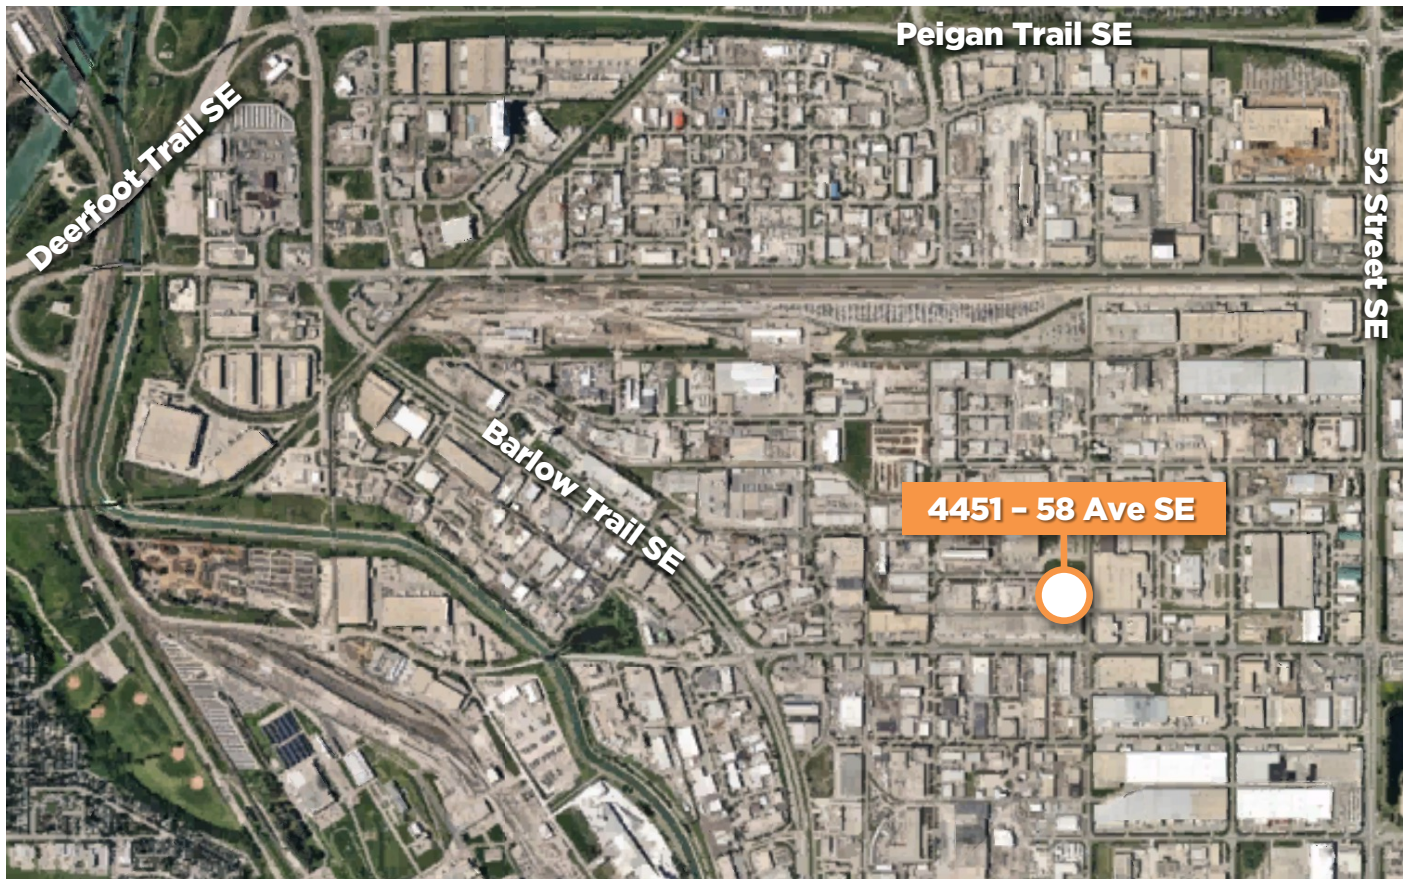 Peigan Trail SE
Deerfoot Trail SE
52 Street SE
Barlow Trail SE
4451 – 58 Ave SE